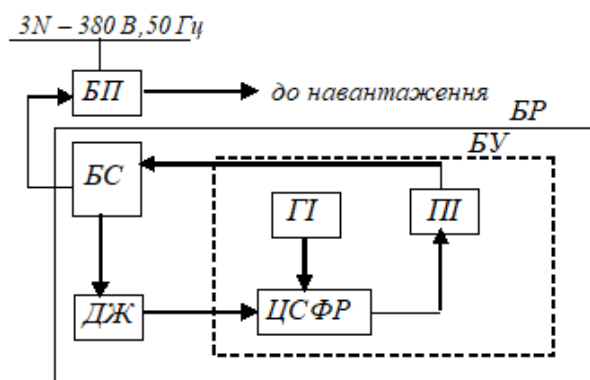 3N – 380 В, 50 Гц
БП
до навантаження
БР
БУ
БС
ГІ
ПІ
ДЖ
ЦСФР